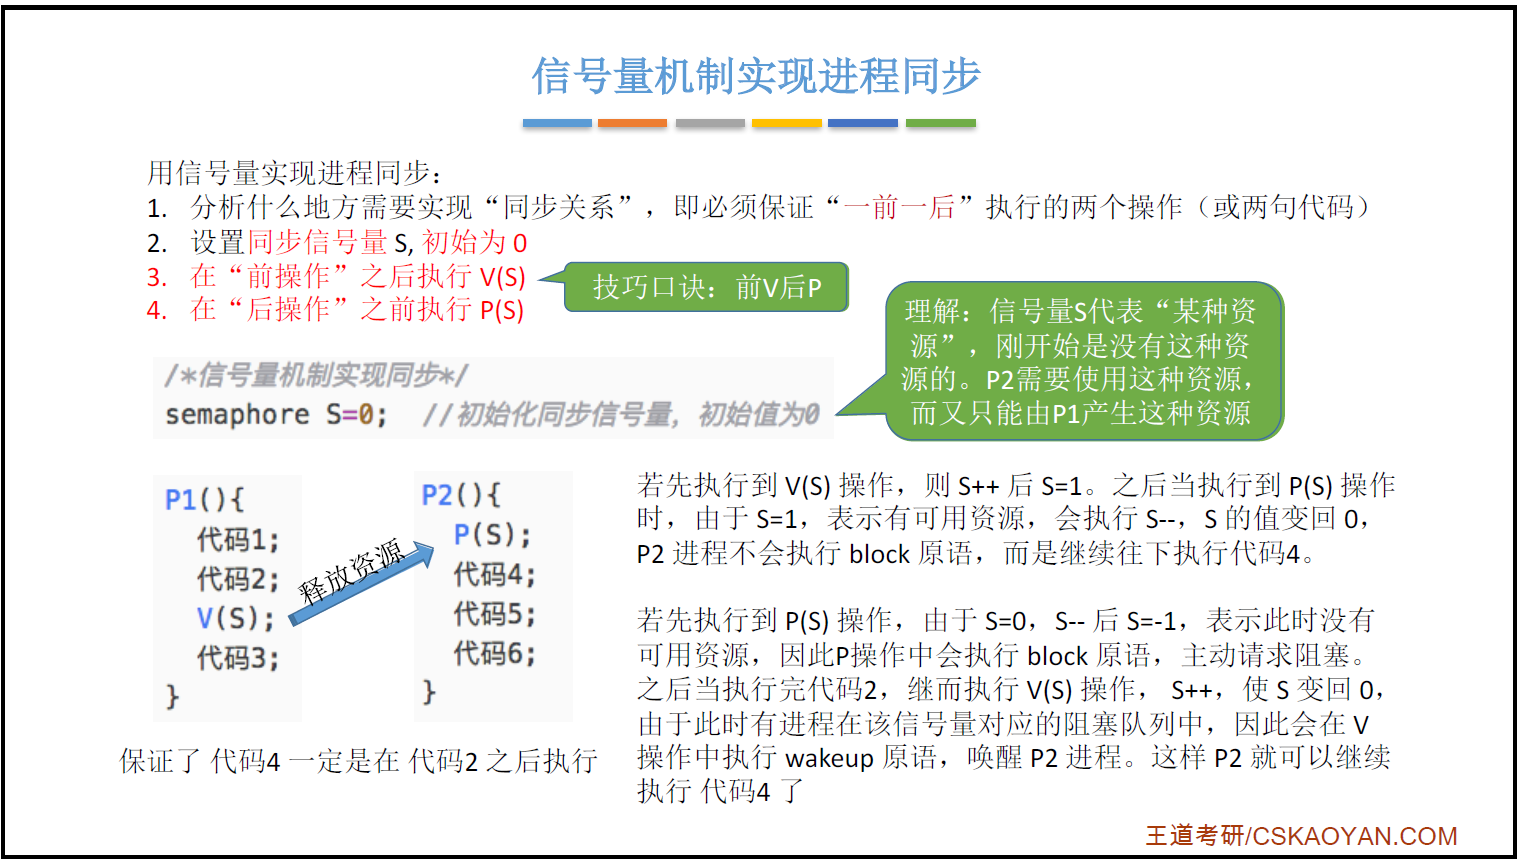 信号量机制实现进程同步
用信号量实现进程同步：
1. 分析什么地方需要实现“同步关系”，即必须保证“一前一后”执行的两个操作（或两句代码）
2. 设置同步信号量 S, 初始为 0
3. 在“前操作”之后执行 V(S)
4. 在“后操作”之前执行 P(S)
技巧口诀：前V后P
理解：信号量S代表“某种资
源”，刚开始是没有这种资
源的。P2需要使用这种资源，
而又只能由P1产生这种资源
/*信号量机制实现同步*/
semaphore S=0; //初始化同步信号量，初始值为0
P1(){
代码1;
代码2;
V(S);
代码3;
}
释放资源
P2(){
P(S);
代码4;
代码5;
代码6;
}
保证了 代码4 一定是在 代码2 之后执行
若先执行到 V(S) 操作，则 S++ 后 S=1。之后当执行到 P(S) 操作
时，由于 S=1，表示有可用资源，会执行 S--，S 的值变回 0，
P2 进程不会执行 block 原语，而是继续往下执行代码4。
若先执行到 P(S) 操作，由于 S=0，S-- 后 S=-1，表示此时没有
可用资源，因此P操作中会执行 block 原语，主动请求阻塞。
之后当执行完代码2，继而执行 V(S) 操作， S++，使 S 变回 0，
由于此时有进程在该信号量对应的阻塞队列中，因此会在 V
操作中执行 wakeup 原语，唤醒 P2 进程。这样 P2 就可以继续
执行 代码4 了
王道考研/CSKAOYAN.COM